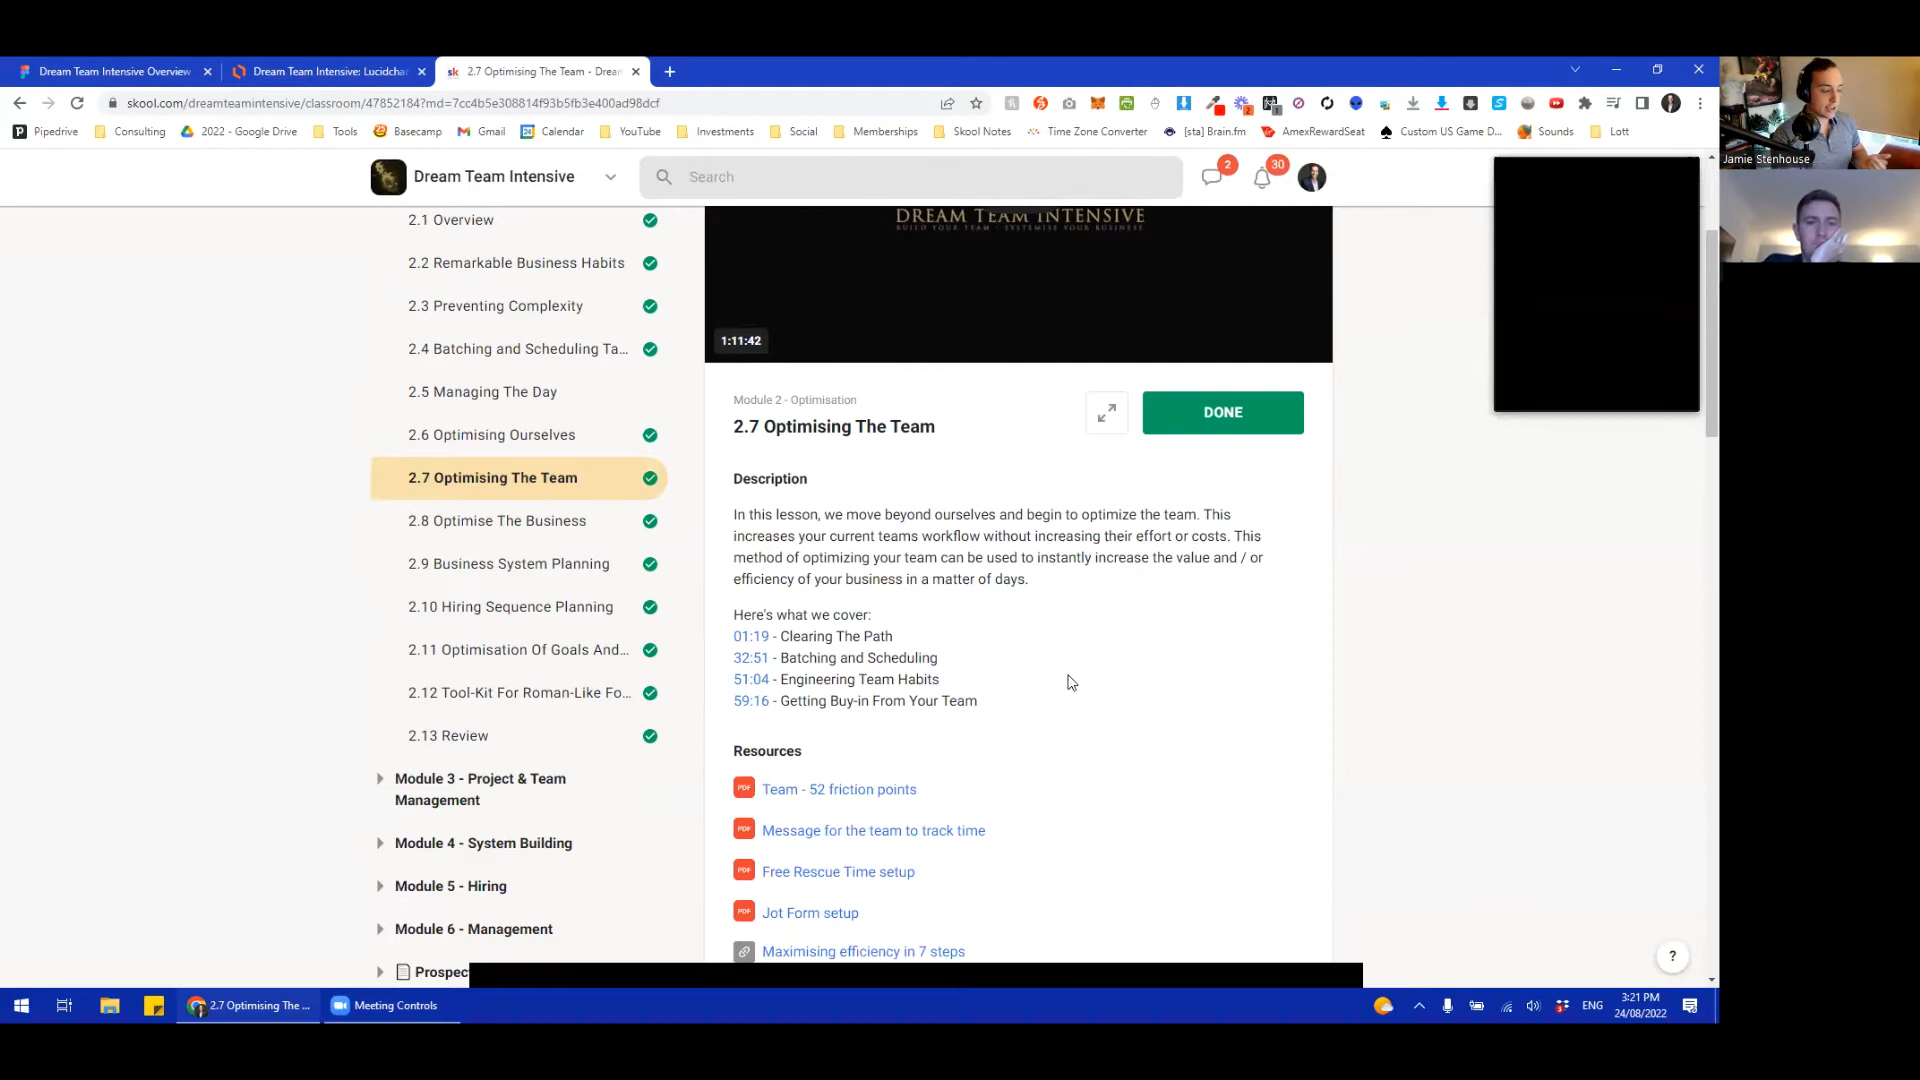 Dream Team Intensive Overview
Dream Team Intensive: Lucidchar
sk 2.7 Optimising The Team - Drea
skool.com/dreamteamintensive/classroom/47852184?md=7cc4b5e308814f93b5fb3e400ad98dcf
Pipedrive
Consulting
2022 - Google Drive
Tools
Basecamp
Gmail
Calendar
YouTube
Investments
Social
Memberships
Skool Notes
Time Zone Converter
[sta] Brain.fm
AmexRewardSeat
Custom US Game D...
Sounds
Lott
Jamie Stenhouse
Dream Team Intensive
Search
2
30
2.1 Overview
2.2 Remarkable Business Habits
2.3 Preventing Complexity
2.4 Batching and Scheduling Ta...
2.5 Managing The Day
2.6 Optimising Ourselves
2.7 Optimising The Team
2.8 Optimise The Business
2.9 Business System Planning
2.10 Hiring Sequence Planning
2.11 Optimisation Of Goals And...
2.12 Tool-Kit For Roman-Like Fo...
2.13 Review
Module 3 - Project & Team
Management
Module 4 - System Building
Module 5 - Hiring
Module 6 - Management
Prospec
DREAM TEAM INTENSIVE
BUILD YOUR TEAM - SYSTEMISE YOUR BUSINESS
1:11:42
Module 2 - Optimisation
2.7 Optimising The Team
DONE
Description
In this lesson, we move beyond ourselves and begin to optimize the team. This
increases your current teams workflow without increasing their effort or costs. This
method of optimizing your team can be used to instantly increase the value and / or
efficiency of your business in a matter of days.
Here's what we cover:
01:19 - Clearing The Path
32:51 - Batching and Scheduling
51:04 - Engineering Team Habits
59:16 - Getting Buy-in From Your Team
Resources
PDF Team - 52 friction points
PDF Message for the team to track time
PDF Free Rescue Time setup
PDF Jot Form setup
Maximising efficiency in 7 steps
?
2.7 Optimising The ...
Meeting Controls
ENG
3:21 PM
24/08/2022